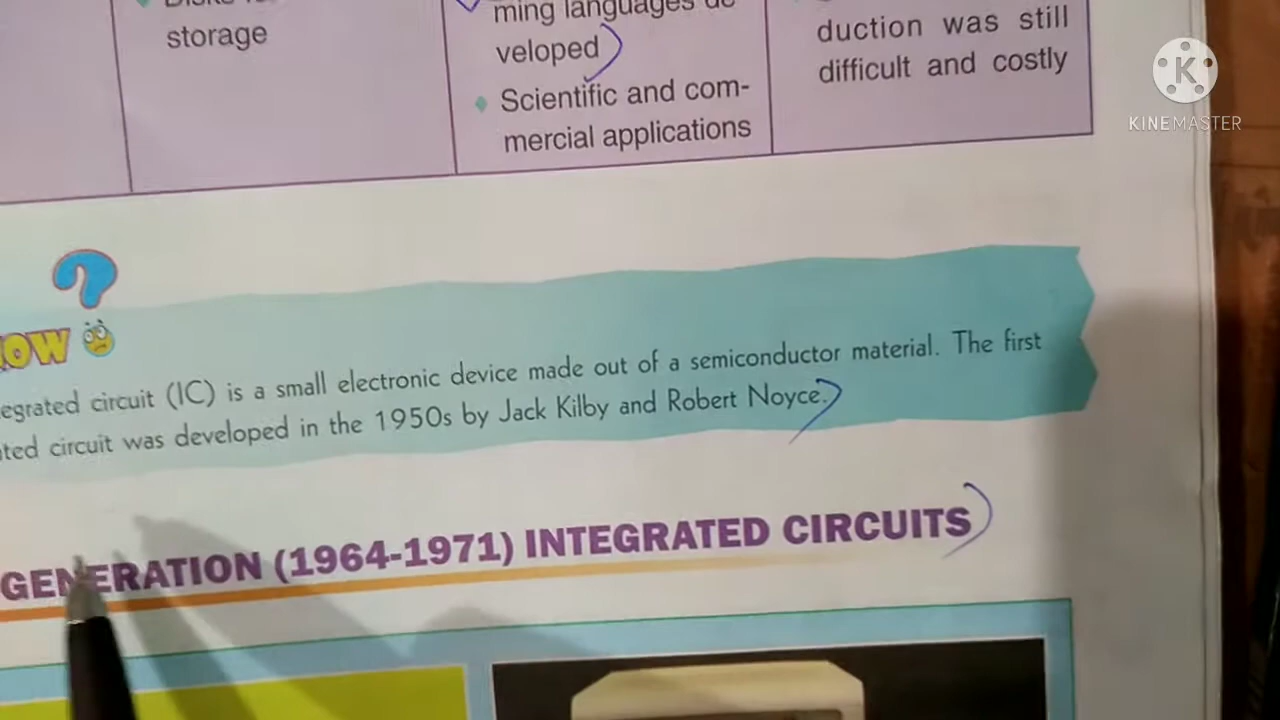 storage
ming languages de
veloped
Scientific and com-
mercial applications
duction was still
difficult and costly
K
KINEMASTER
OW
egrated circuit (IC) is a small electronic device made out of a semiconductor material. The first
ted circuit was developed in the 1950s by Jack Kilby and Robert Noyce.
GENERATION (1964-1971) INTEGRATED CIRCUITS